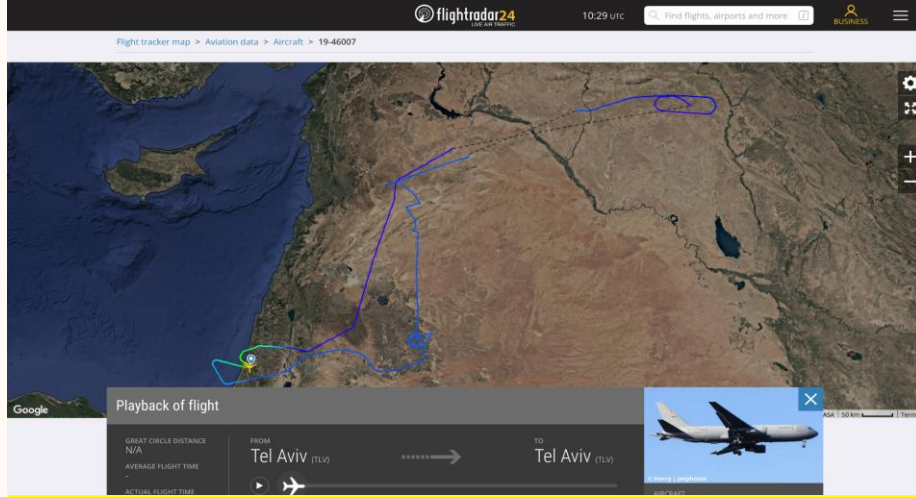 flightradar24
LIVE AIR TRAFFIC
10:29 UTC
Find flights, airports and more
BUSINESS
Flight tracker map > Aviation data > Aircraft > 19-46007
Google
50 km
Playback of flight
GREAT CIRCLE DISTANCE
N/A
AVERAGE FLIGHT TIME
-
ACTUAL FLIGHT TIME
FROM
Tel Aviv (TLV)
TO
Tel Aviv (TLV)
AIRCRAFT